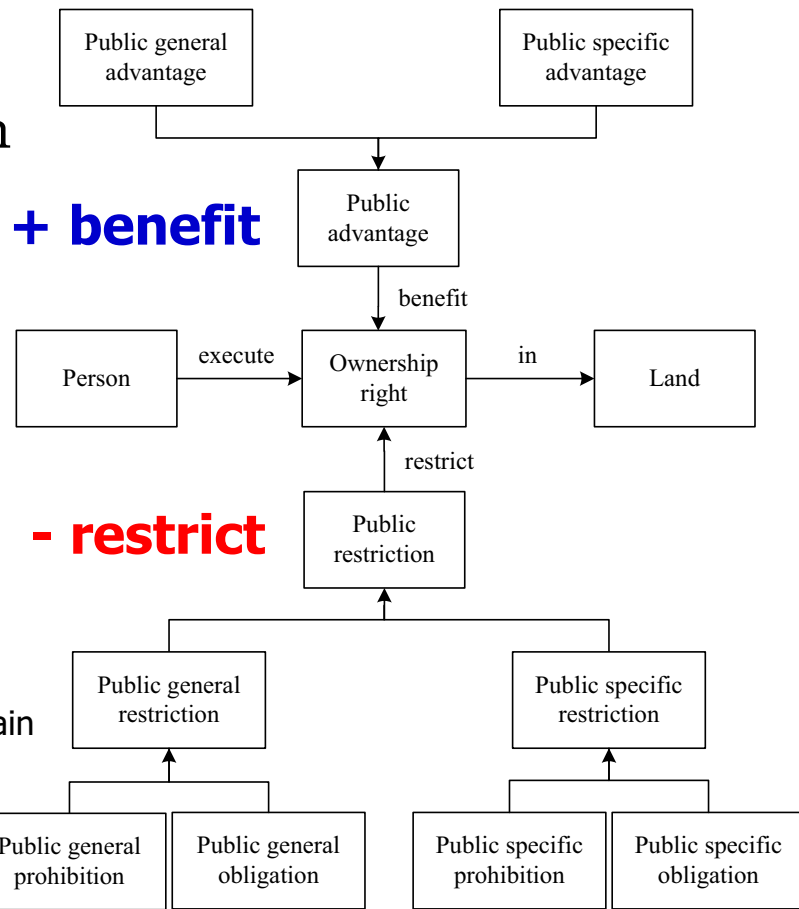 Public general
advantage
Public specific
advantage
n
+ benefit
Public
advantage
benefit
Person
execute
Ownership
right
in
Land
restrict
- restrict
Public
restriction
Public general
restriction
Public specific
restriction
ain
Public general
prohibition
Public general
obligation
Public specific
prohibition
Public specific
obligation